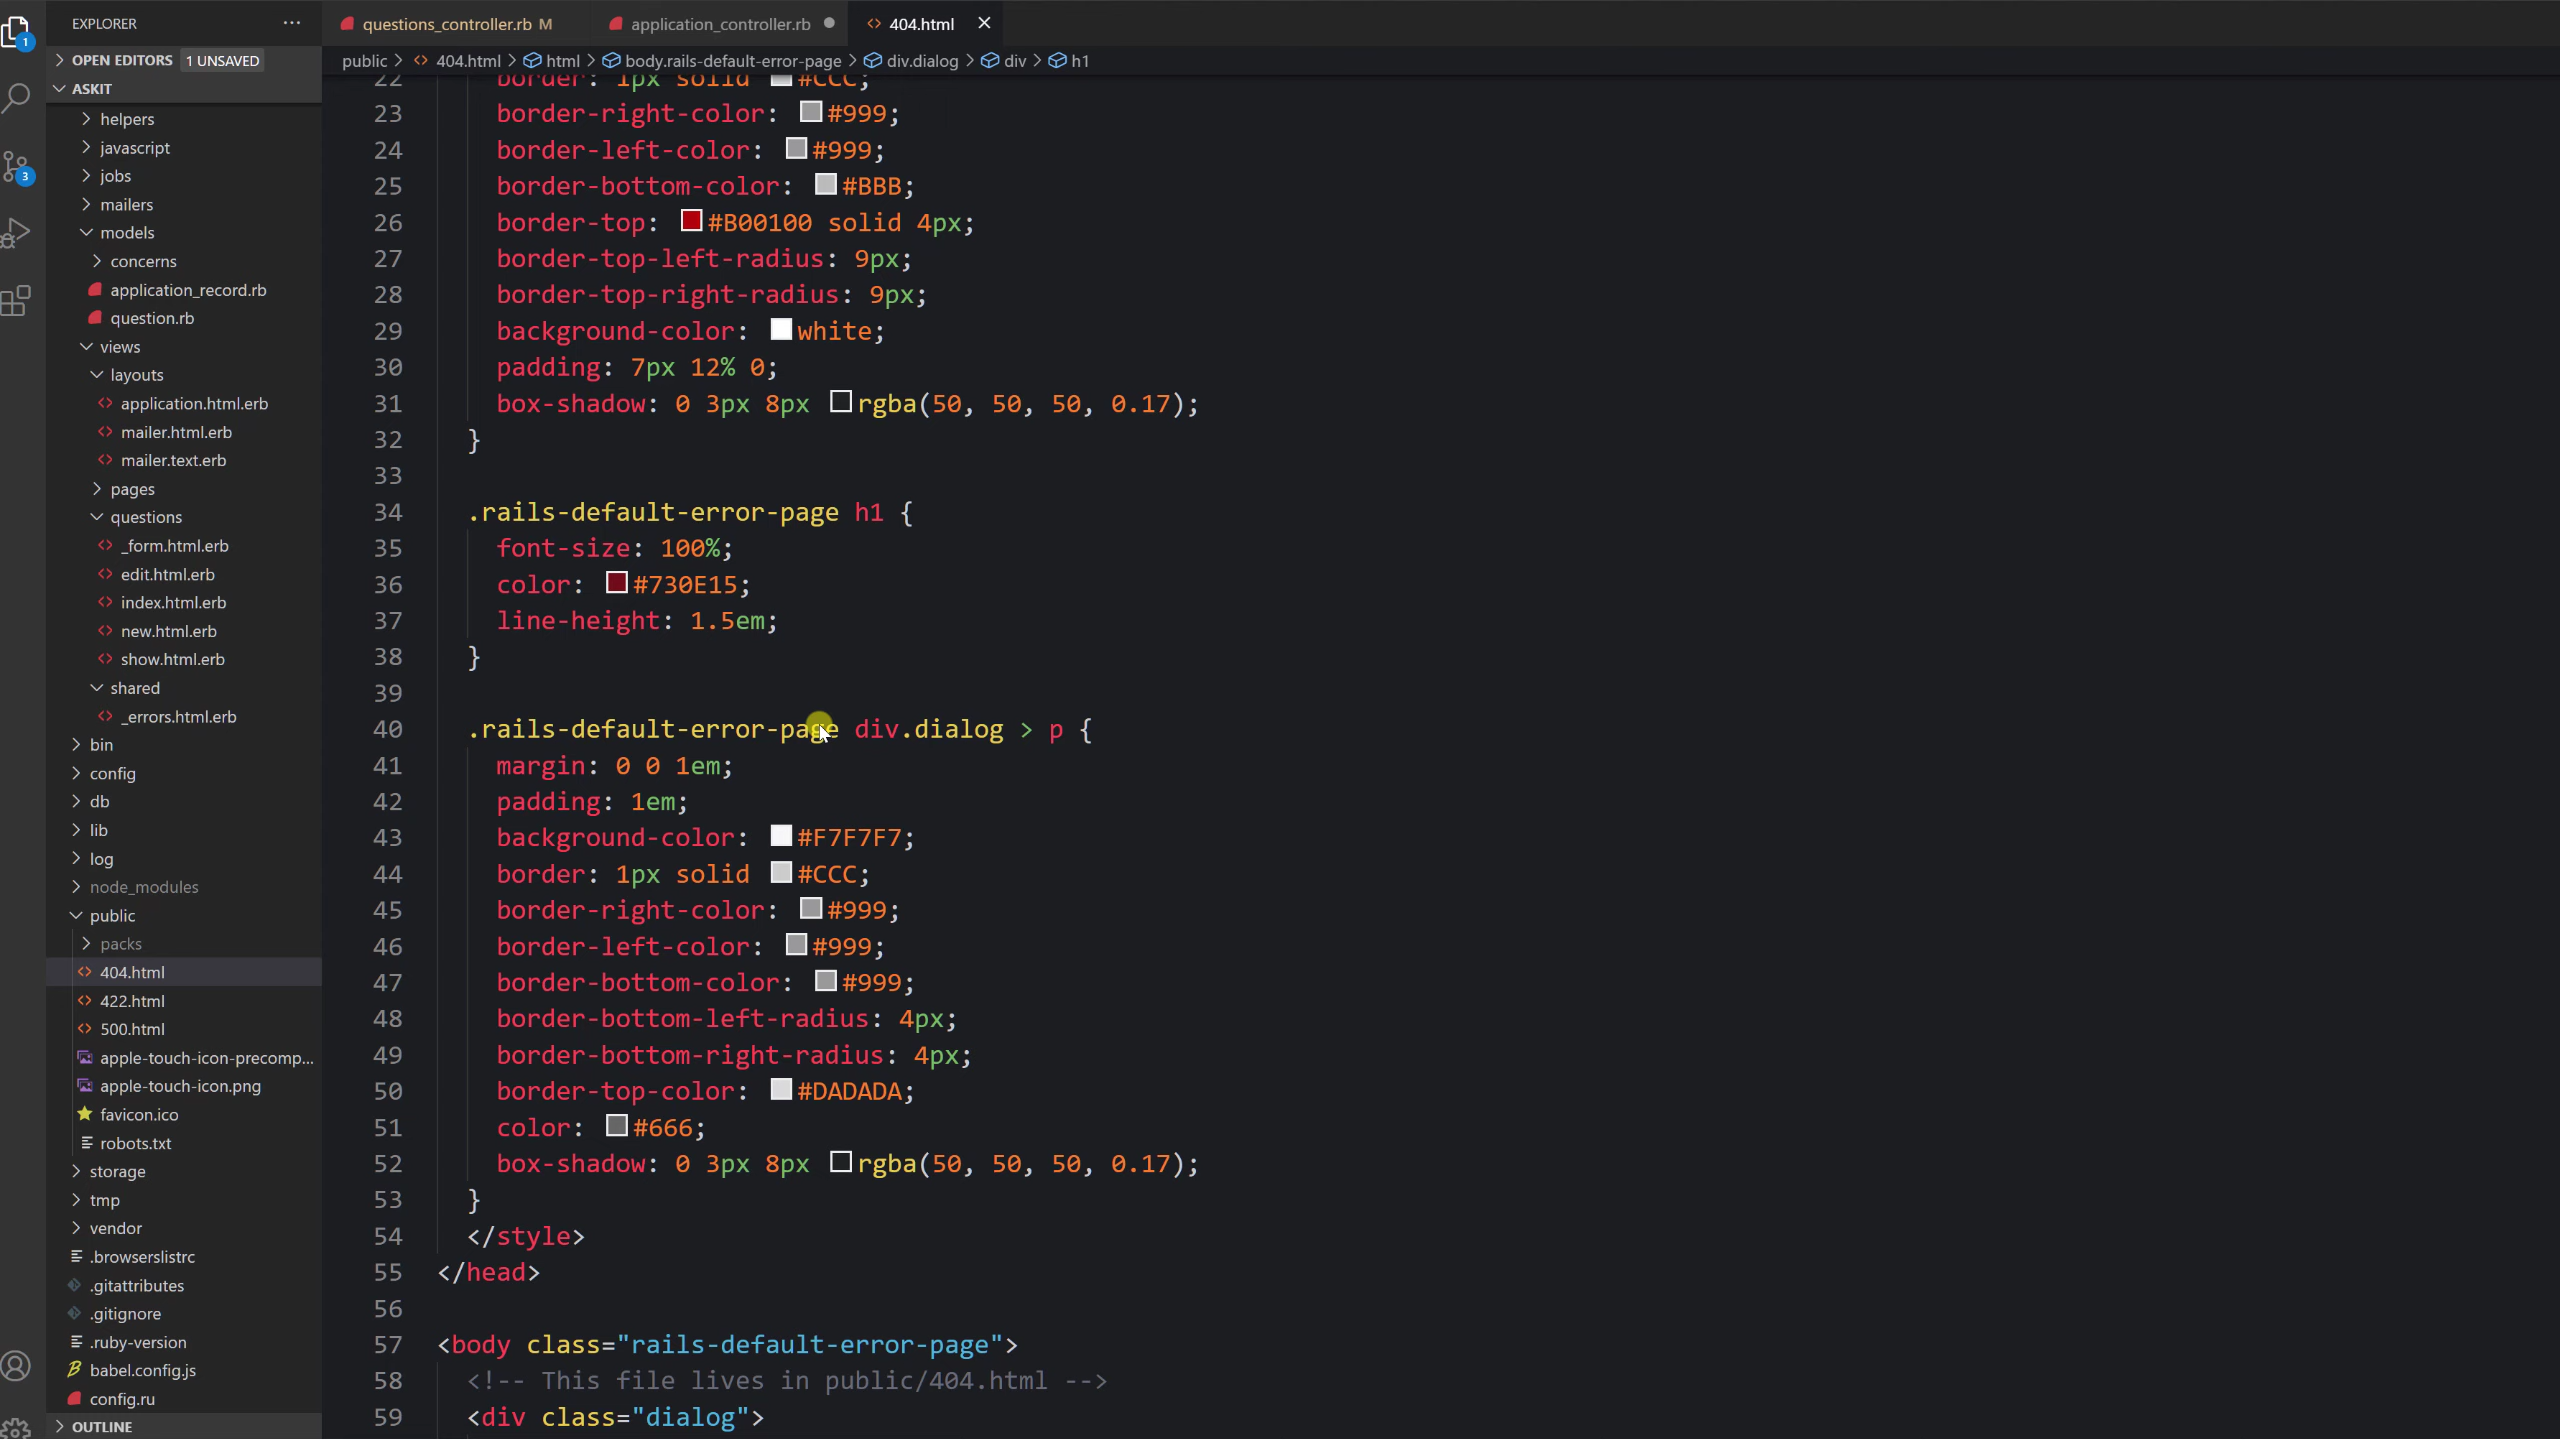 EXPLORER
OPEN EDITORS 1 UNSAVED
ASKIT
helpers
javascript
jobs
mailers
models
concerns
application_record.rb
question.rb
views
layouts
application.html.erb
mailer.html.erb
mailer.text.erb
pages
questions
_form.html.erb
edit.html.erb
index.html.erb
new.html.erb
show.html.erb
shared
_errors.html.erb
bin
config
db
lib
log
node_modules
public
packs
404.html
422.html
500.html
apple-touch-icon-precomp...
apple-touch-icon.png
favicon.ico
robots.txt
storage
tmp
vendor
.browserslistrc
.gitattributes
.gitignore
.ruby-version
babel.config.js
config.ru
OUTLINE
1
3
questions_controller.rb M
application_controller.rb
404.html
public > 404.html > html > body.rails-default-error-page > div.dialog > div > h1
22 border: 1px solid #CCC;
23 border-right-color: #999;
24 border-left-color: #999;
25 border-bottom-color: #BBB;
26 border-top: #B00100 solid 4px;
27 border-top-left-radius: 9px;
28 border-top-right-radius: 9px;
29 background-color: white;
30 padding: 7px 12% 0;
31 box-shadow: 0 3px 8px rgba(50, 50, 50, 0.17);
32 }
33
34 .rails-default-error-page h1 {
35 font-size: 100%;
36 color: #730E15;
37 line-height: 1.5em;
38 }
39
40 .rails-default-error-page div.dialog > p {
41 margin: 0 0 1em;
42 padding: 1em;
43 background-color: #F7F7F7;
44 border: 1px solid #CCC;
45 border-right-color: #999;
46 border-left-color: #999;
47 border-bottom-color: #999;
48 border-bottom-left-radius: 4px;
49 border-bottom-right-radius: 4px;
50 border-top-color: #DADADA;
51 color: #666;
52 box-shadow: 0 3px 8px rgba(50, 50, 50, 0.17);
53 }
54 </style>
55 </head>
56
57 <body class="rails-default-error-page">
58 <!-- This file lives in public/404.html -->
59 <div class="dialog">